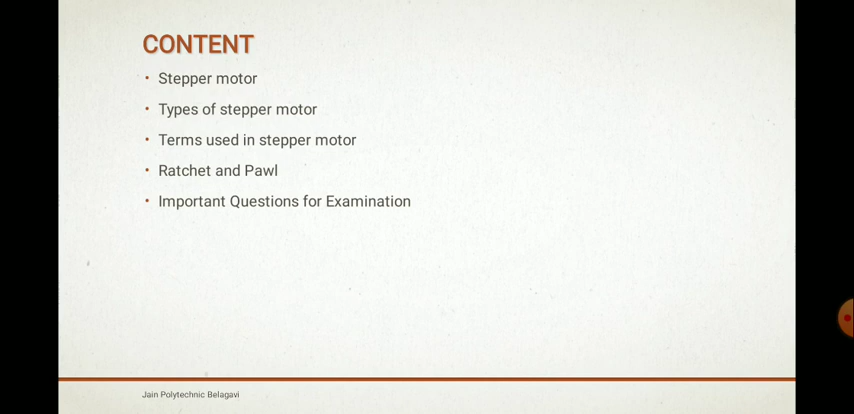 CONTENT
• Stepper motor
• Types of stepper motor
• Terms used in stepper motor
• Ratchet and Pawl
• Important Questions for Examination
Jain Polytechnic Belagavi